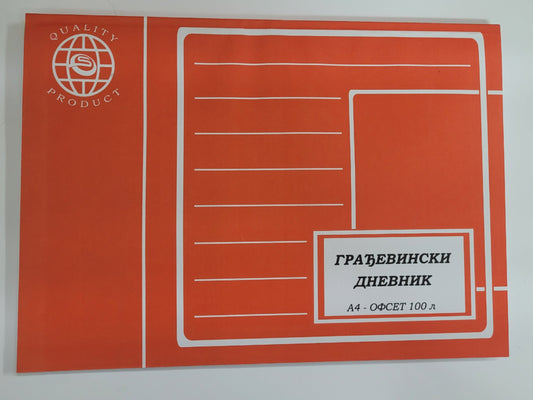 QUALITY
PRODUCT
ГРАЂЕВИНСКИ
ДНЕВНИК
А4 - ОФСЕТ 100 л